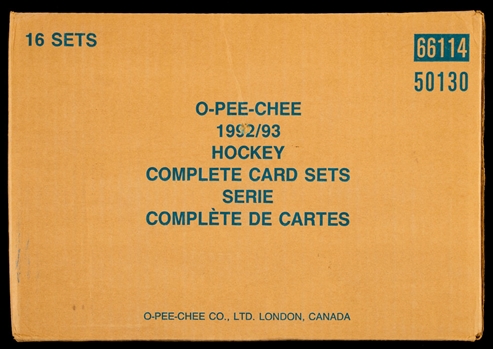 16 SETS
66114
50130
O-PEE-CHEE
1992/93
HOCKEY
COMPLETE CARD SETS
SERIE
COMPLÈTE DE CARTES
O-PEE-CHEE CO., LTD. LONDON, CANADA